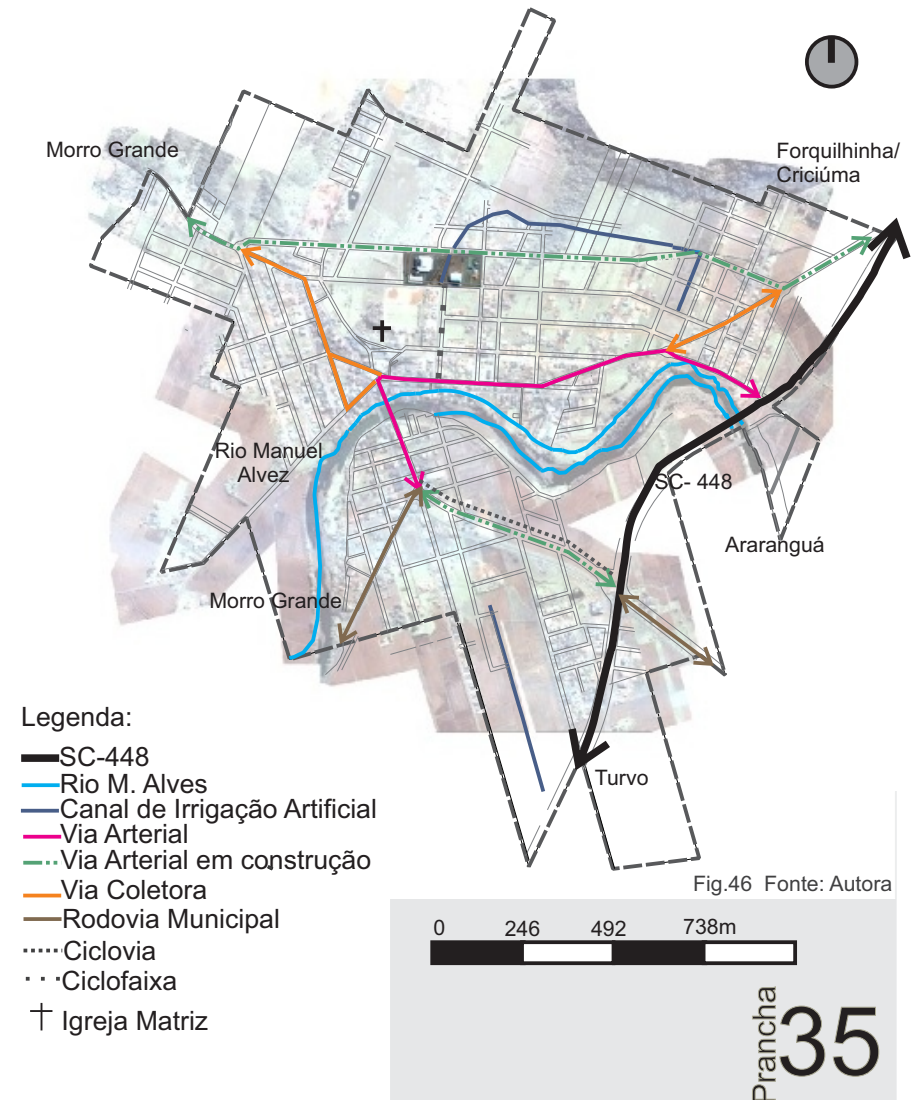 Morro Grande
Forquilhinha/
Criciúma
Rio Manuel
Alvez
SC- 448
Araranguá
Morro Grande
Turvo
Legenda:
SC-448
Rio M. Alves
Canal de Irrigação Artificial
Via Arterial
Via Arterial em construção
Via Coletora
Rodovia Municipal
Ciclovia
Ciclofaixa
Igreja Matriz
Fig.46 Fonte: Autora
0 246 492 738m
Prancha 35